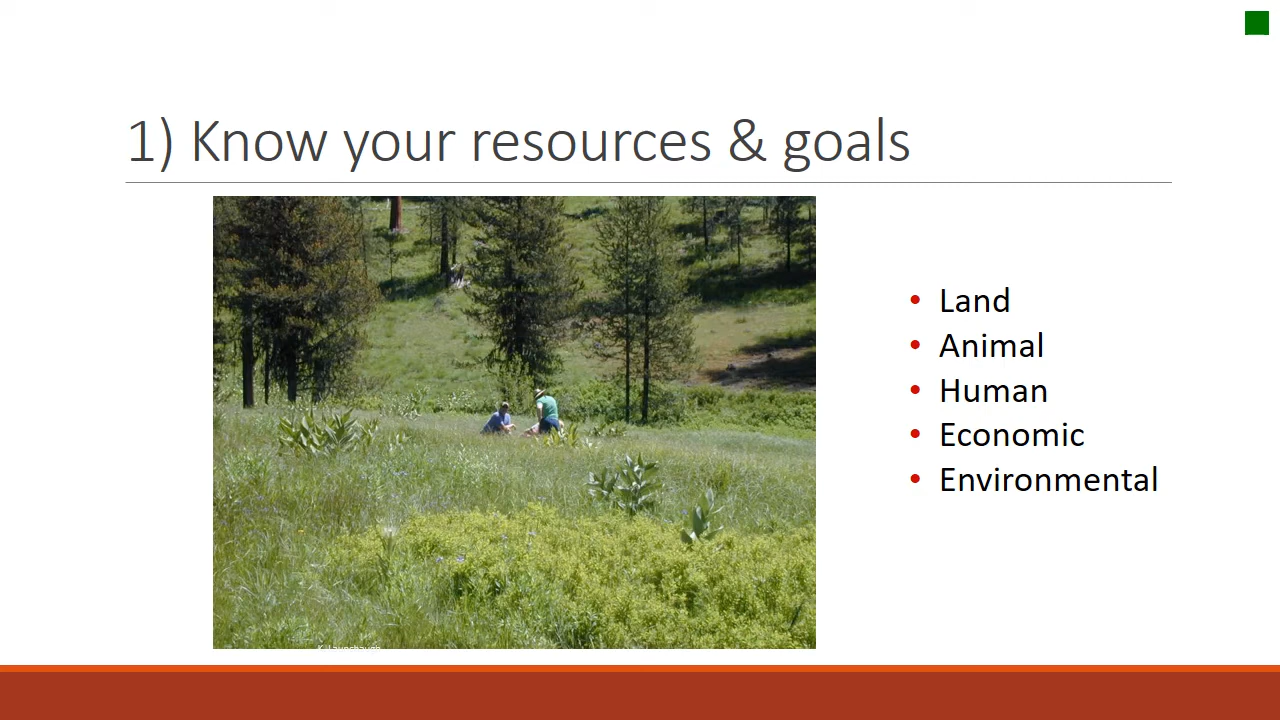 1) Know your resources & goals
• Land
• Animal
• Human
• Economic
• Environmental